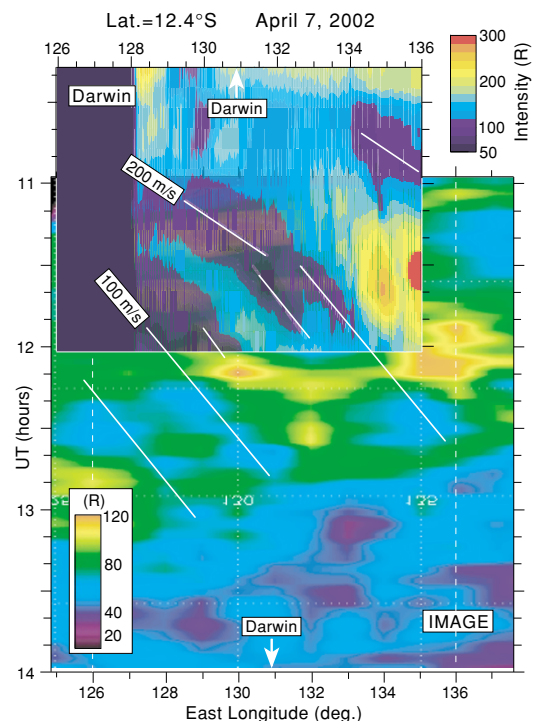 Lat.=12.4°S April 7, 2002
126 128 130 132 134 136
Darwin
Darwin
300
200
100
50
Intensity (R)
200 m/s
100 m/s
11
12
13
14
UT (hours)
130
(R)
120
80
40
20
Darwin
IMAGE
126 128 130 132 134 136
East Longitude (deg.)